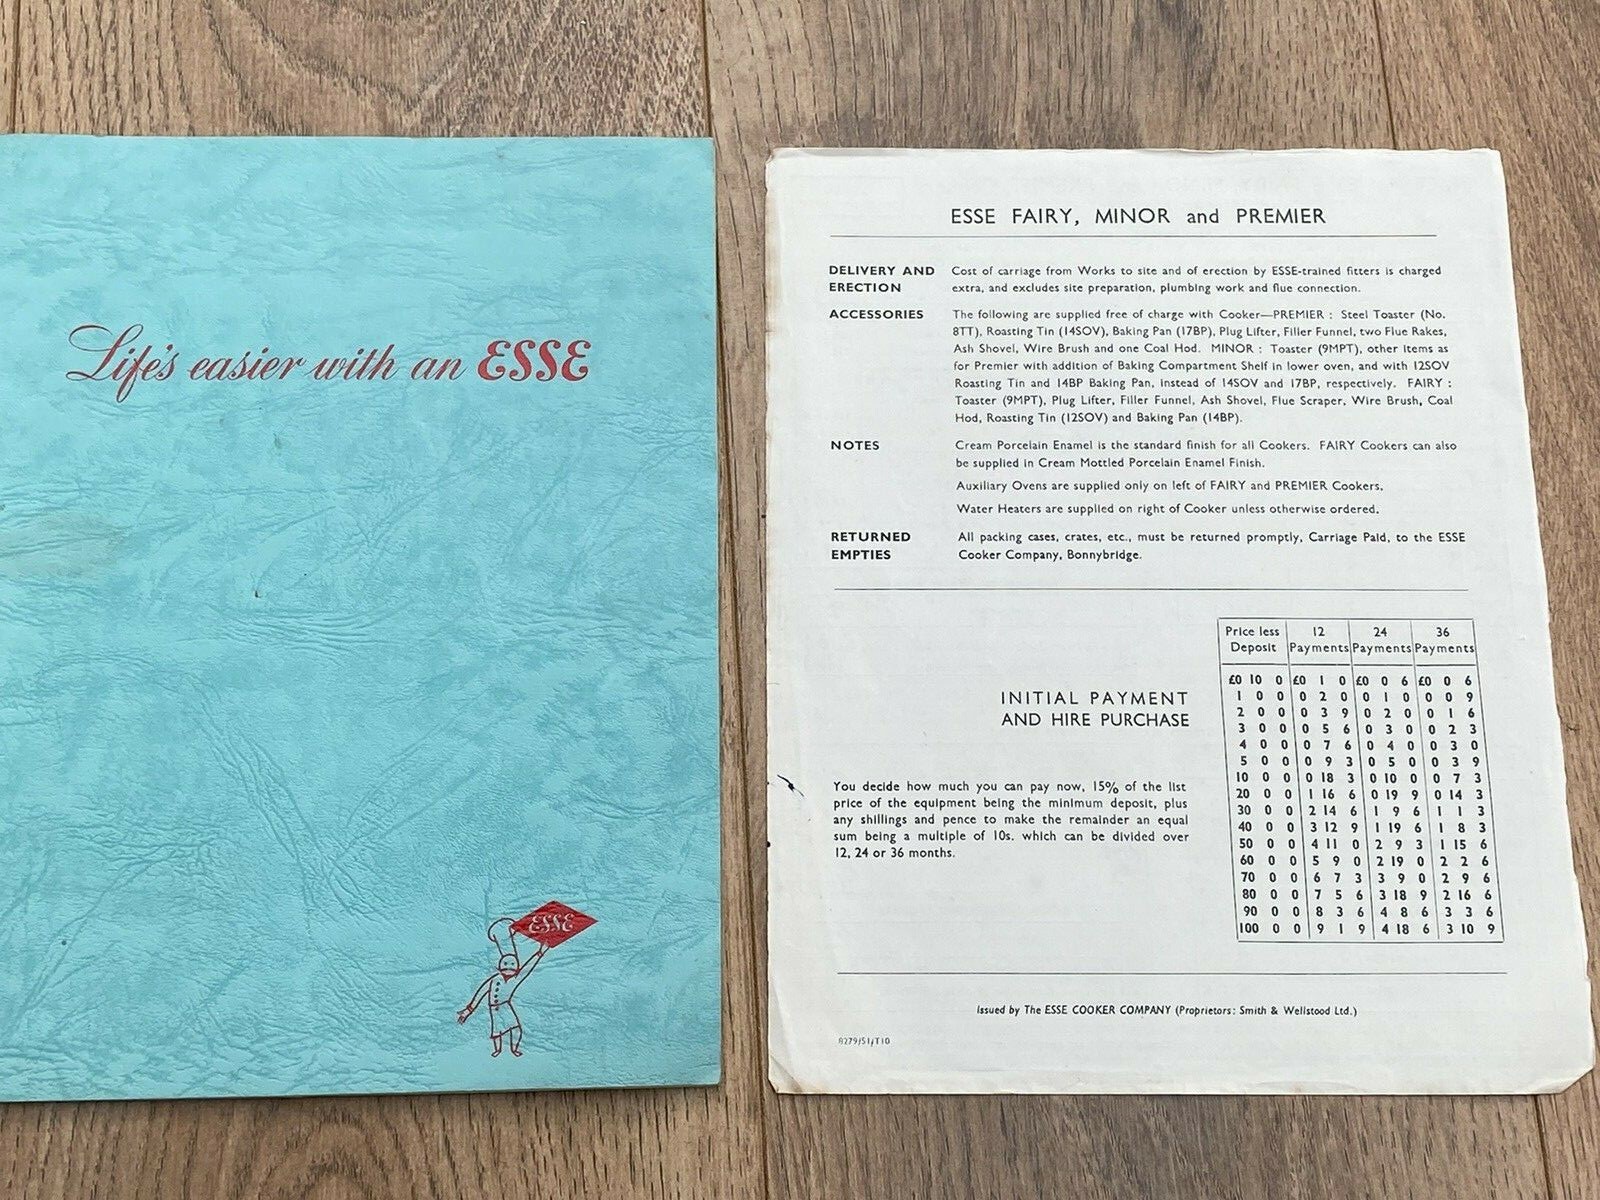 Life's easier with an ESSE
ESSE
ESSE FAIRY, MINOR and PREMIER
DELIVERY AND ERECTION
Cost of carriage from Works to site and of erection by ESSE-trained fitters is charged
extra, and excludes site preparation, plumbing work and flue connection.
ACCESSORIES
The following are supplied free of charge with Cooker—PREMIER : Steel Toaster (No.
8TT), Roasting Tin (14SOV), Baking Pan (17BP), Plug Lifter, Filler Funnel, two Flue Rakes,
Ash Shovel, Wire Brush and one Coal Hod. MINOR : Toaster (9MPT), other items as
for Premier with addition of Baking Compartment Shelf in lower oven, and with 12SOV
Roasting Tin and 14BP Baking Pan, instead of 14SOV and 17BP, respectively. FAIRY :
Toaster (9MPT), Plug Lifter, Filler Funnel, Ash Shovel, Flue Scraper, Wire Brush, Coal
Hod, Roasting Tin (12SOV) and Baking Pan (14BP).
NOTES
Cream Porcelain Enamel is the standard finish for all Cookers. FAIRY Cookers can also
be supplied in Cream Mottled Porcelain Enamel Finish.
Auxiliary Ovens are supplied only on left of FAIRY and PREMIER Cookers.
Water Heaters are supplied on right of Cooker unless otherwise ordered.
RETURNED EMPTIES
All packing cases, crates, etc., must be returned promptly, Carriage Paid, to the ESSE
Cooker Company, Bonnybridge.
INITIAL PAYMENT
AND HIRE PURCHASE
You decide how much you can pay now, 15% of the list
price of the equipment being the minimum deposit, plus
any shillings and pence to make the remainder an equal
sum being a multiple of 10s. which can be divided over
12, 24 or 36 months.
Price less Deposit 12 Payments 24 Payments 36 Payments
£0 10 0 £0 1 0 £0 0 6 £0 0 6
1 0 0 0 2 0 0 1 0 0 0 9
2 0 0 0 3 9 0 2 0 0 1 6
3 0 0 0 5 6 0 3 0 0 2 3
4 0 0 0 7 6 0 4 0 0 3 0
5 0 0 0 9 3 0 5 0 0 3 9
10 0 0 0 18 3 0 10 0 0 7 3
20 0 0 1 16 6 0 19 9 0 14 3
30 0 0 2 14 6 1 9 6 1 1 3
40 0 0 3 12 9 1 19 6 1 8 3
50 0 0 4 11 0 2 9 3 1 15 6
60 0 0 5 9 0 2 19 0 2 2 6
70 0 0 6 7 3 3 9 0 2 9 6
80 0 0 7 5 6 3 18 9 2 16 6
90 0 0 8 3 6 4 8 6 3 3 6
100 0 0 9 1 9 4 18 6 3 10 9
Issued by The ESSE COOKER COMPANY (Proprietors: Smith & Wellstood Ltd.)
8279/51/T10